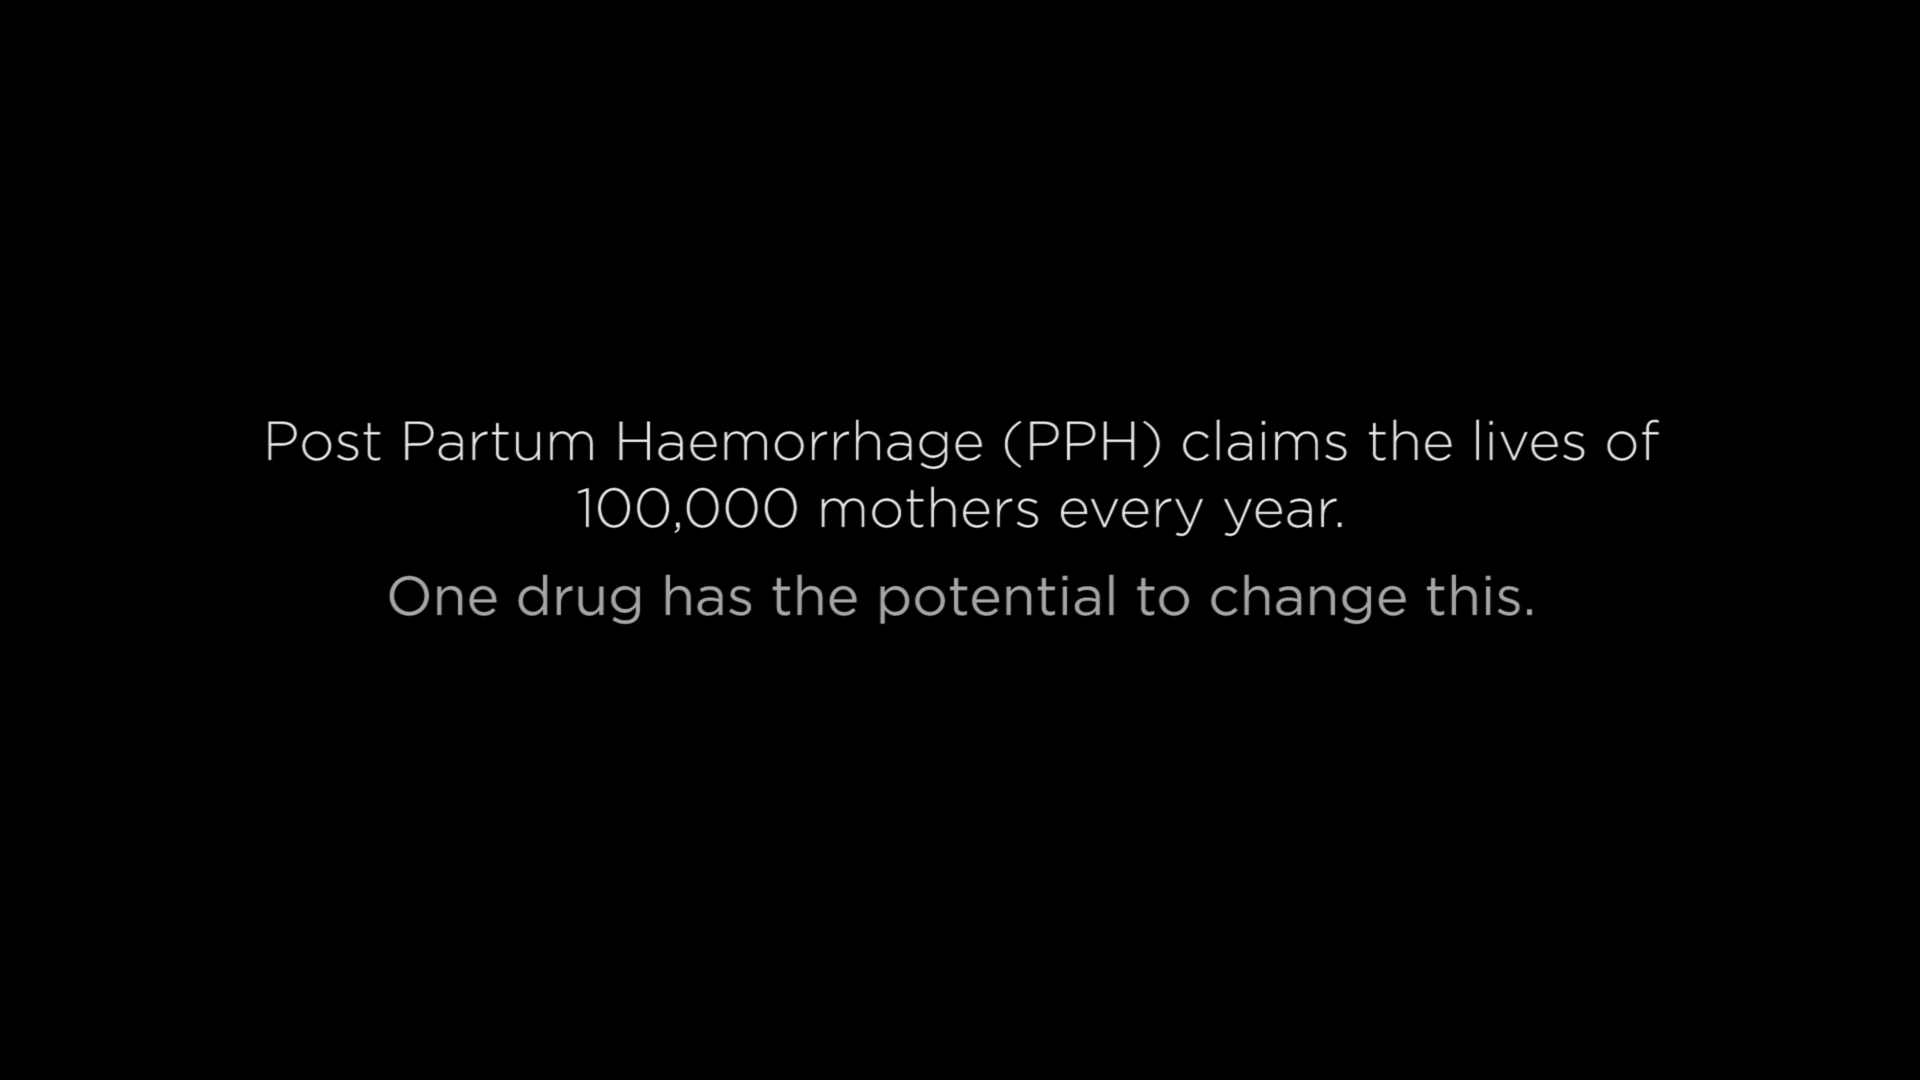 Post Partum Haemorrhage (PPH) claims the lives of
100,000 mothers every year.
One drug has the potential to change this.